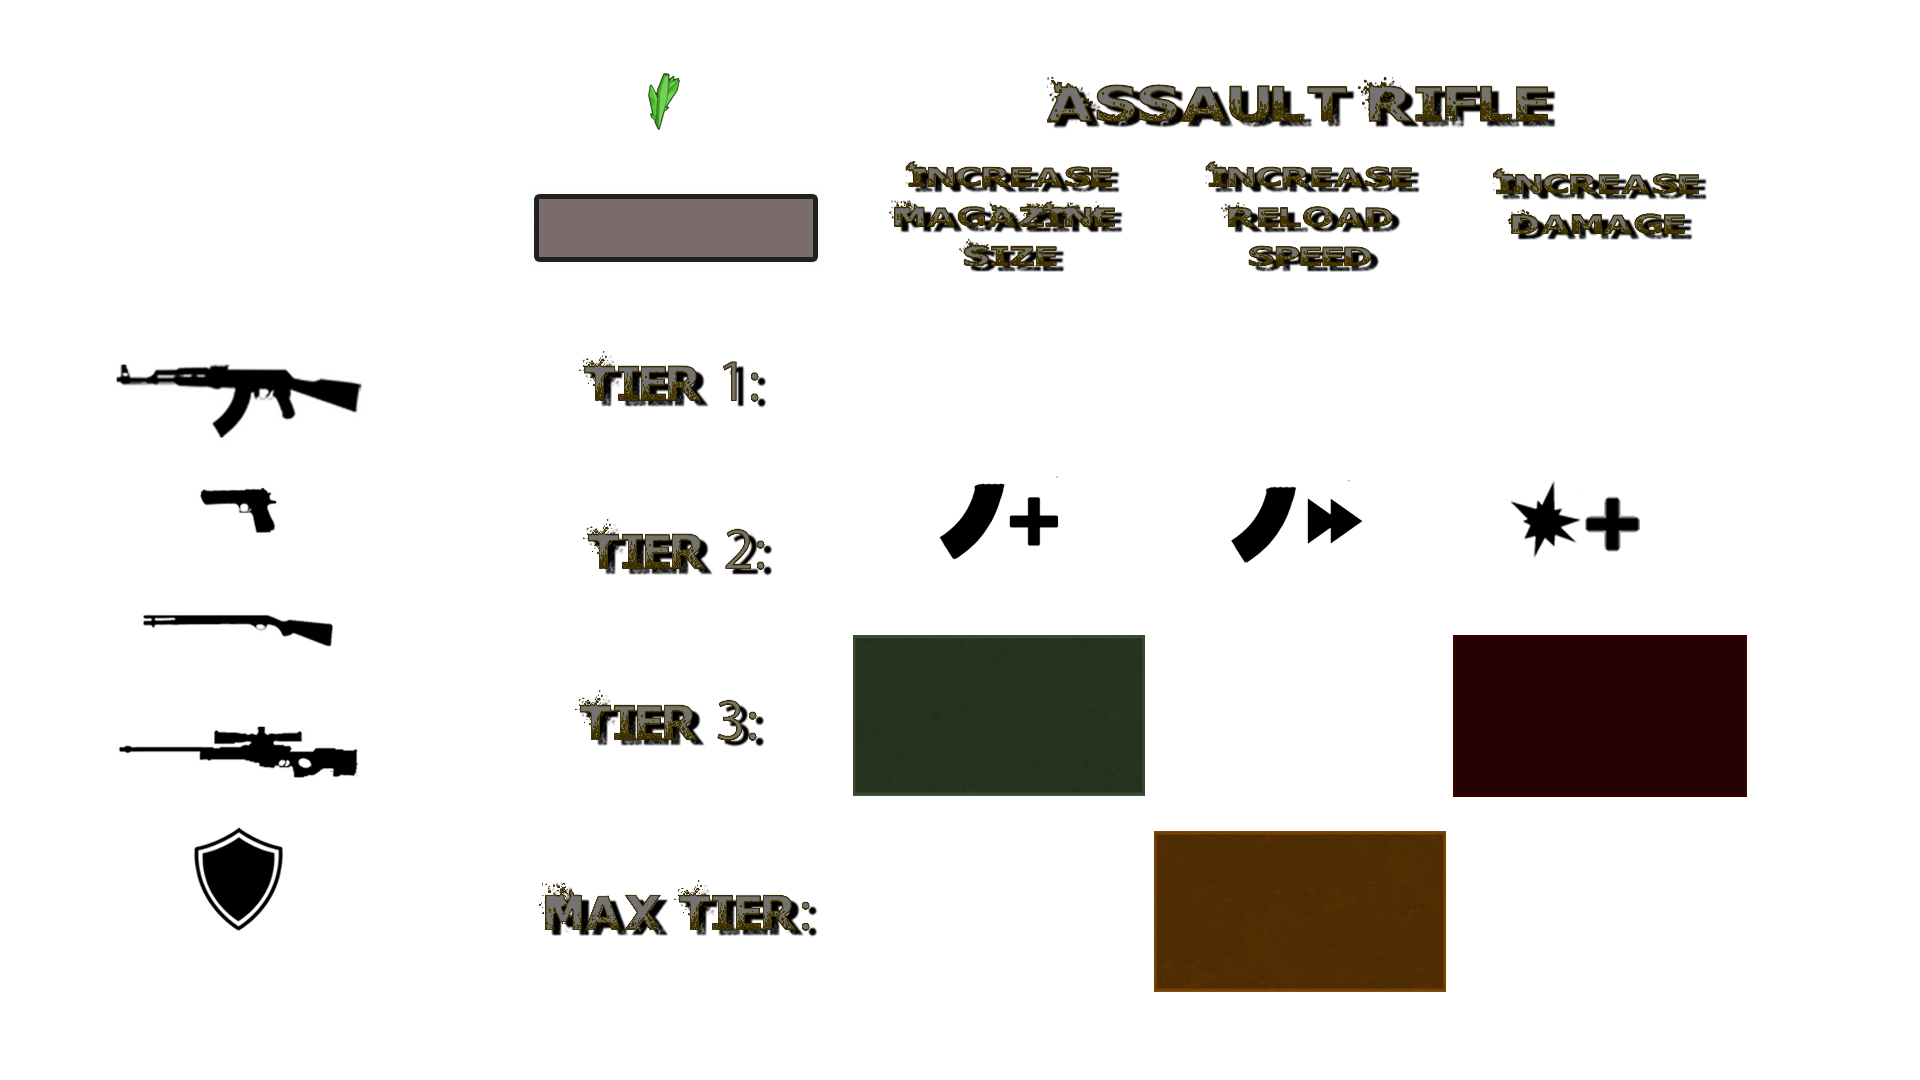 ASSAULT RIFLE
INCREASE
MAGAZINE
SIZE
INCREASE
RELOAD
SPEED
INCREASE
DAMAGE
TIER 1:
TIER 2:
TIER 3:
MAX TIER: